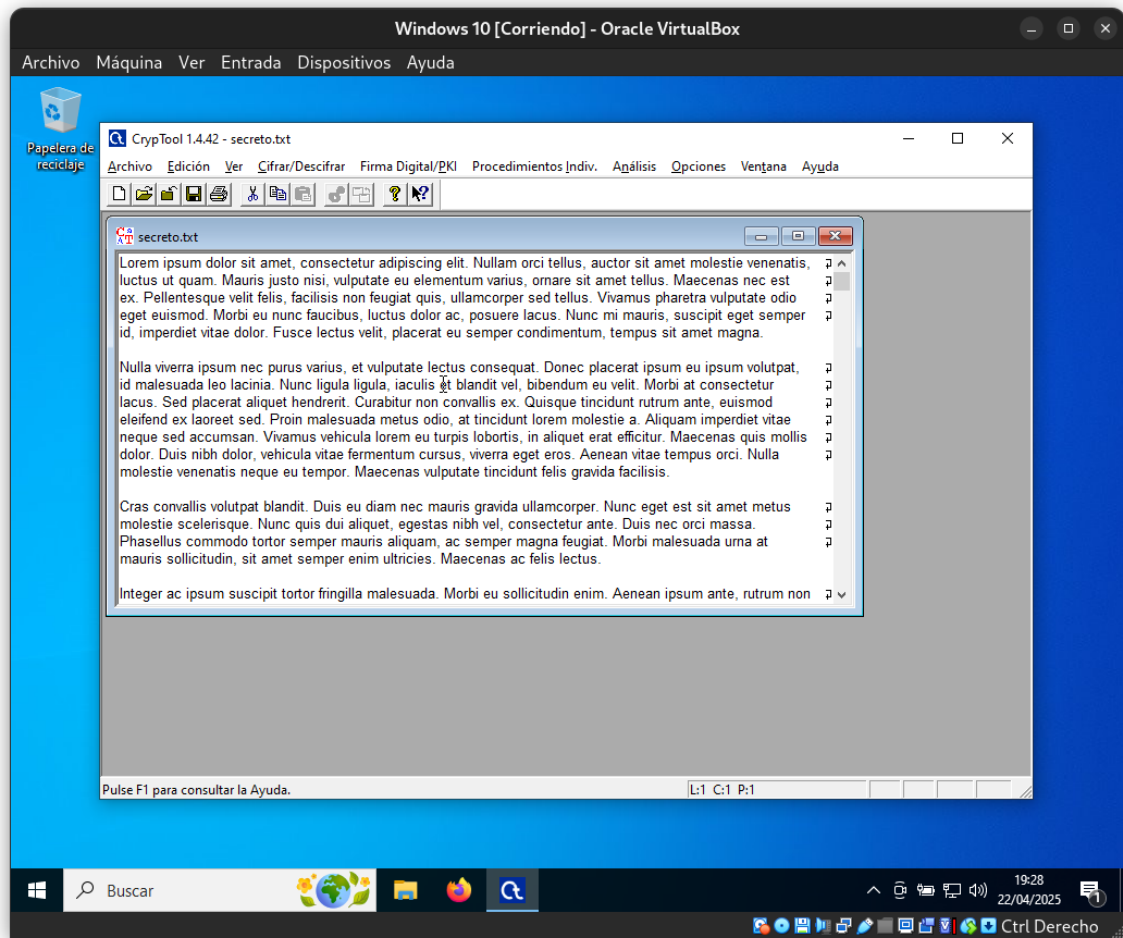 Windows 10 [Corriendo] - Oracle VirtualBox
Archivo Máquina Ver Entrada Dispositivos Ayuda
Papelera de
reciclaje
CrypTool 1.4.42 - secreto.txt
Archivo Edición Ver Cifrar/Descifrar Firma Digital/PKI Procedimientos Indiv. Análisis Opciones Ventana Ayuda
secreto.txt
Lorem ipsum dolor sit amet, consectetur adipiscing elit. Nullam orci tellus, auctor sit amet molestie venenatis,
luctus ut quam. Mauris justo nisi, vulputate eu elementum varius, ornare sit amet tellus. Maecenas nec est
ex. Pellentesque velit felis, facilisis non feugiat quis, ullamcorper sed tellus. Vivamus pharetra vulputate odio
eget euismod. Morbi eu nunc faucibus, luctus dolor ac, posuere lacus. Nunc mi mauris, suscipit eget semper
id, imperdiet vitae dolor. Fusce lectus velit, placerat eu semper condimentum, tempus sit amet magna.
Nulla viverra ipsum nec purus varius, et vulputate lectus consequat. Donec placerat ipsum eu ipsum volutpat,
id malesuada leo lacinia. Nunc ligula ligula, iaculis et blandit vel, bibendum eu velit. Morbi at consectetur
lacus. Sed placerat aliquet hendrerit. Curabitur non convallis ex. Quisque tincidunt rutrum ante, euismod
eleifend ex laoreet sed. Proin malesuada metus odio, at tincidunt lorem molestie a. Aliquam imperdiet vitae
neque sed accumsan. Vivamus vehicula lorem eu turpis lobortis, in aliquet erat efficitur. Maecenas quis mollis
dolor. Duis nibh dolor, vehicula vitae fermentum cursus, viverra eget eros. Aenean vitae tempus orci. Nulla
molestie venenatis neque eu tempor. Maecenas vulputate tincidunt felis gravida facilisis.
Cras convallis volutpat blandit. Duis eu diam nec mauris gravida ullamcorper. Nunc eget est sit amet metus
molestie scelerisque. Nunc quis dui aliquet, egestas nibh vel, consectetur ante. Duis nec orci massa.
Phasellus commodo tortor semper mauris aliquam, ac semper magna feugiat. Morbi malesuada urna at
mauris sollicitudin, sit amet semper enim ultricies. Maecenas ac felis lectus.
Integer ac ipsum suscipit tortor fringilla malesuada. Morbi eu sollicitudin enim. Aenean ipsum ante, rutrum non
Pulse F1 para consultar la Ayuda.
L:1 C:1 P:1
Buscar
19:28
22/04/2025
1
Ctrl Derecho